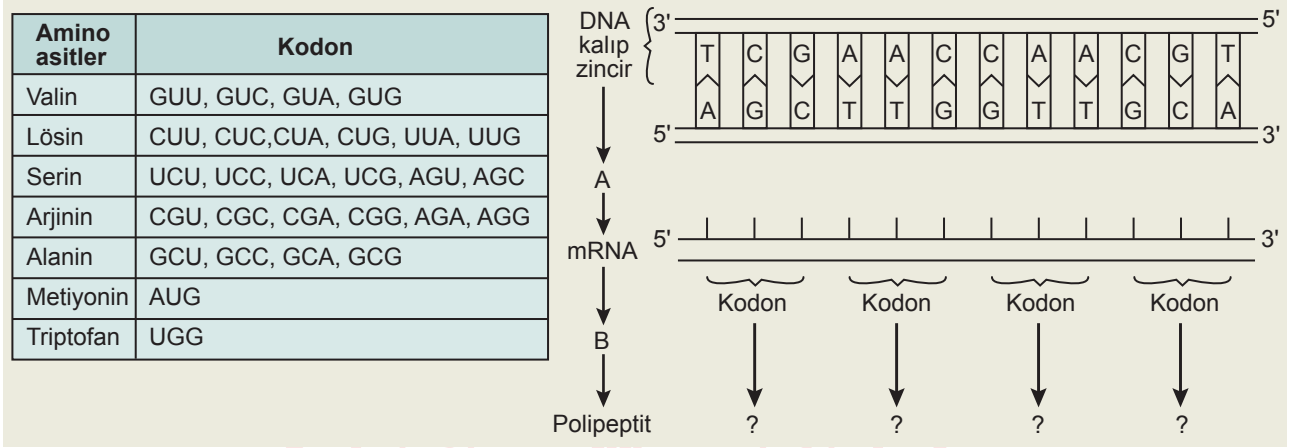 Amino asitler Kodon
Valin GUU, GUC, GUA, GUG
Lösin CUU, CUC,CUA, CUG, UUA, UUG
Serin UCU, UCC, UCA, UCG, AGU, AGC
Arjinin CGU, CGC, CGA, CGG, AGA, AGG
Alanin GCU, GCC, GCA, GCG
Metiyonin AUG
Triptofan UGG
DNA kalıp zincir
3' 5'
T C G A A C C A A C G T
A G C T T G G T T G C A
5' 3'
A
mRNA 5' 3'
Kodon Kodon Kodon Kodon
B
Polipeptit ? ? ? ?